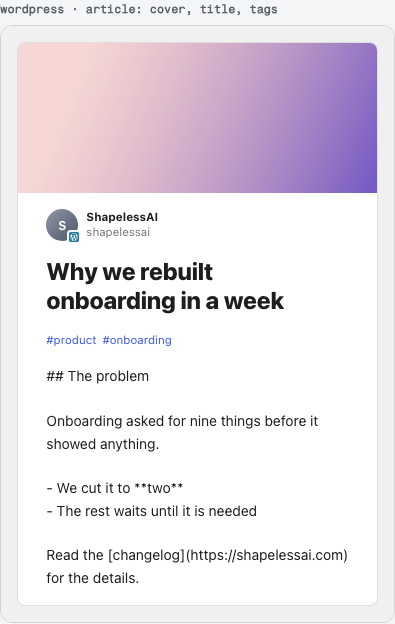 wordpress · article: cover, title, tags
S
ShapelessAI
shapelessai
Why we rebuilt
onboarding in a week
#product #onboarding
## The problem
Onboarding asked for nine things before it
showed anything.
- We cut it to **two**
- The rest waits until it is needed
Read the [changelog](https://shapelessai.com)
for the details.